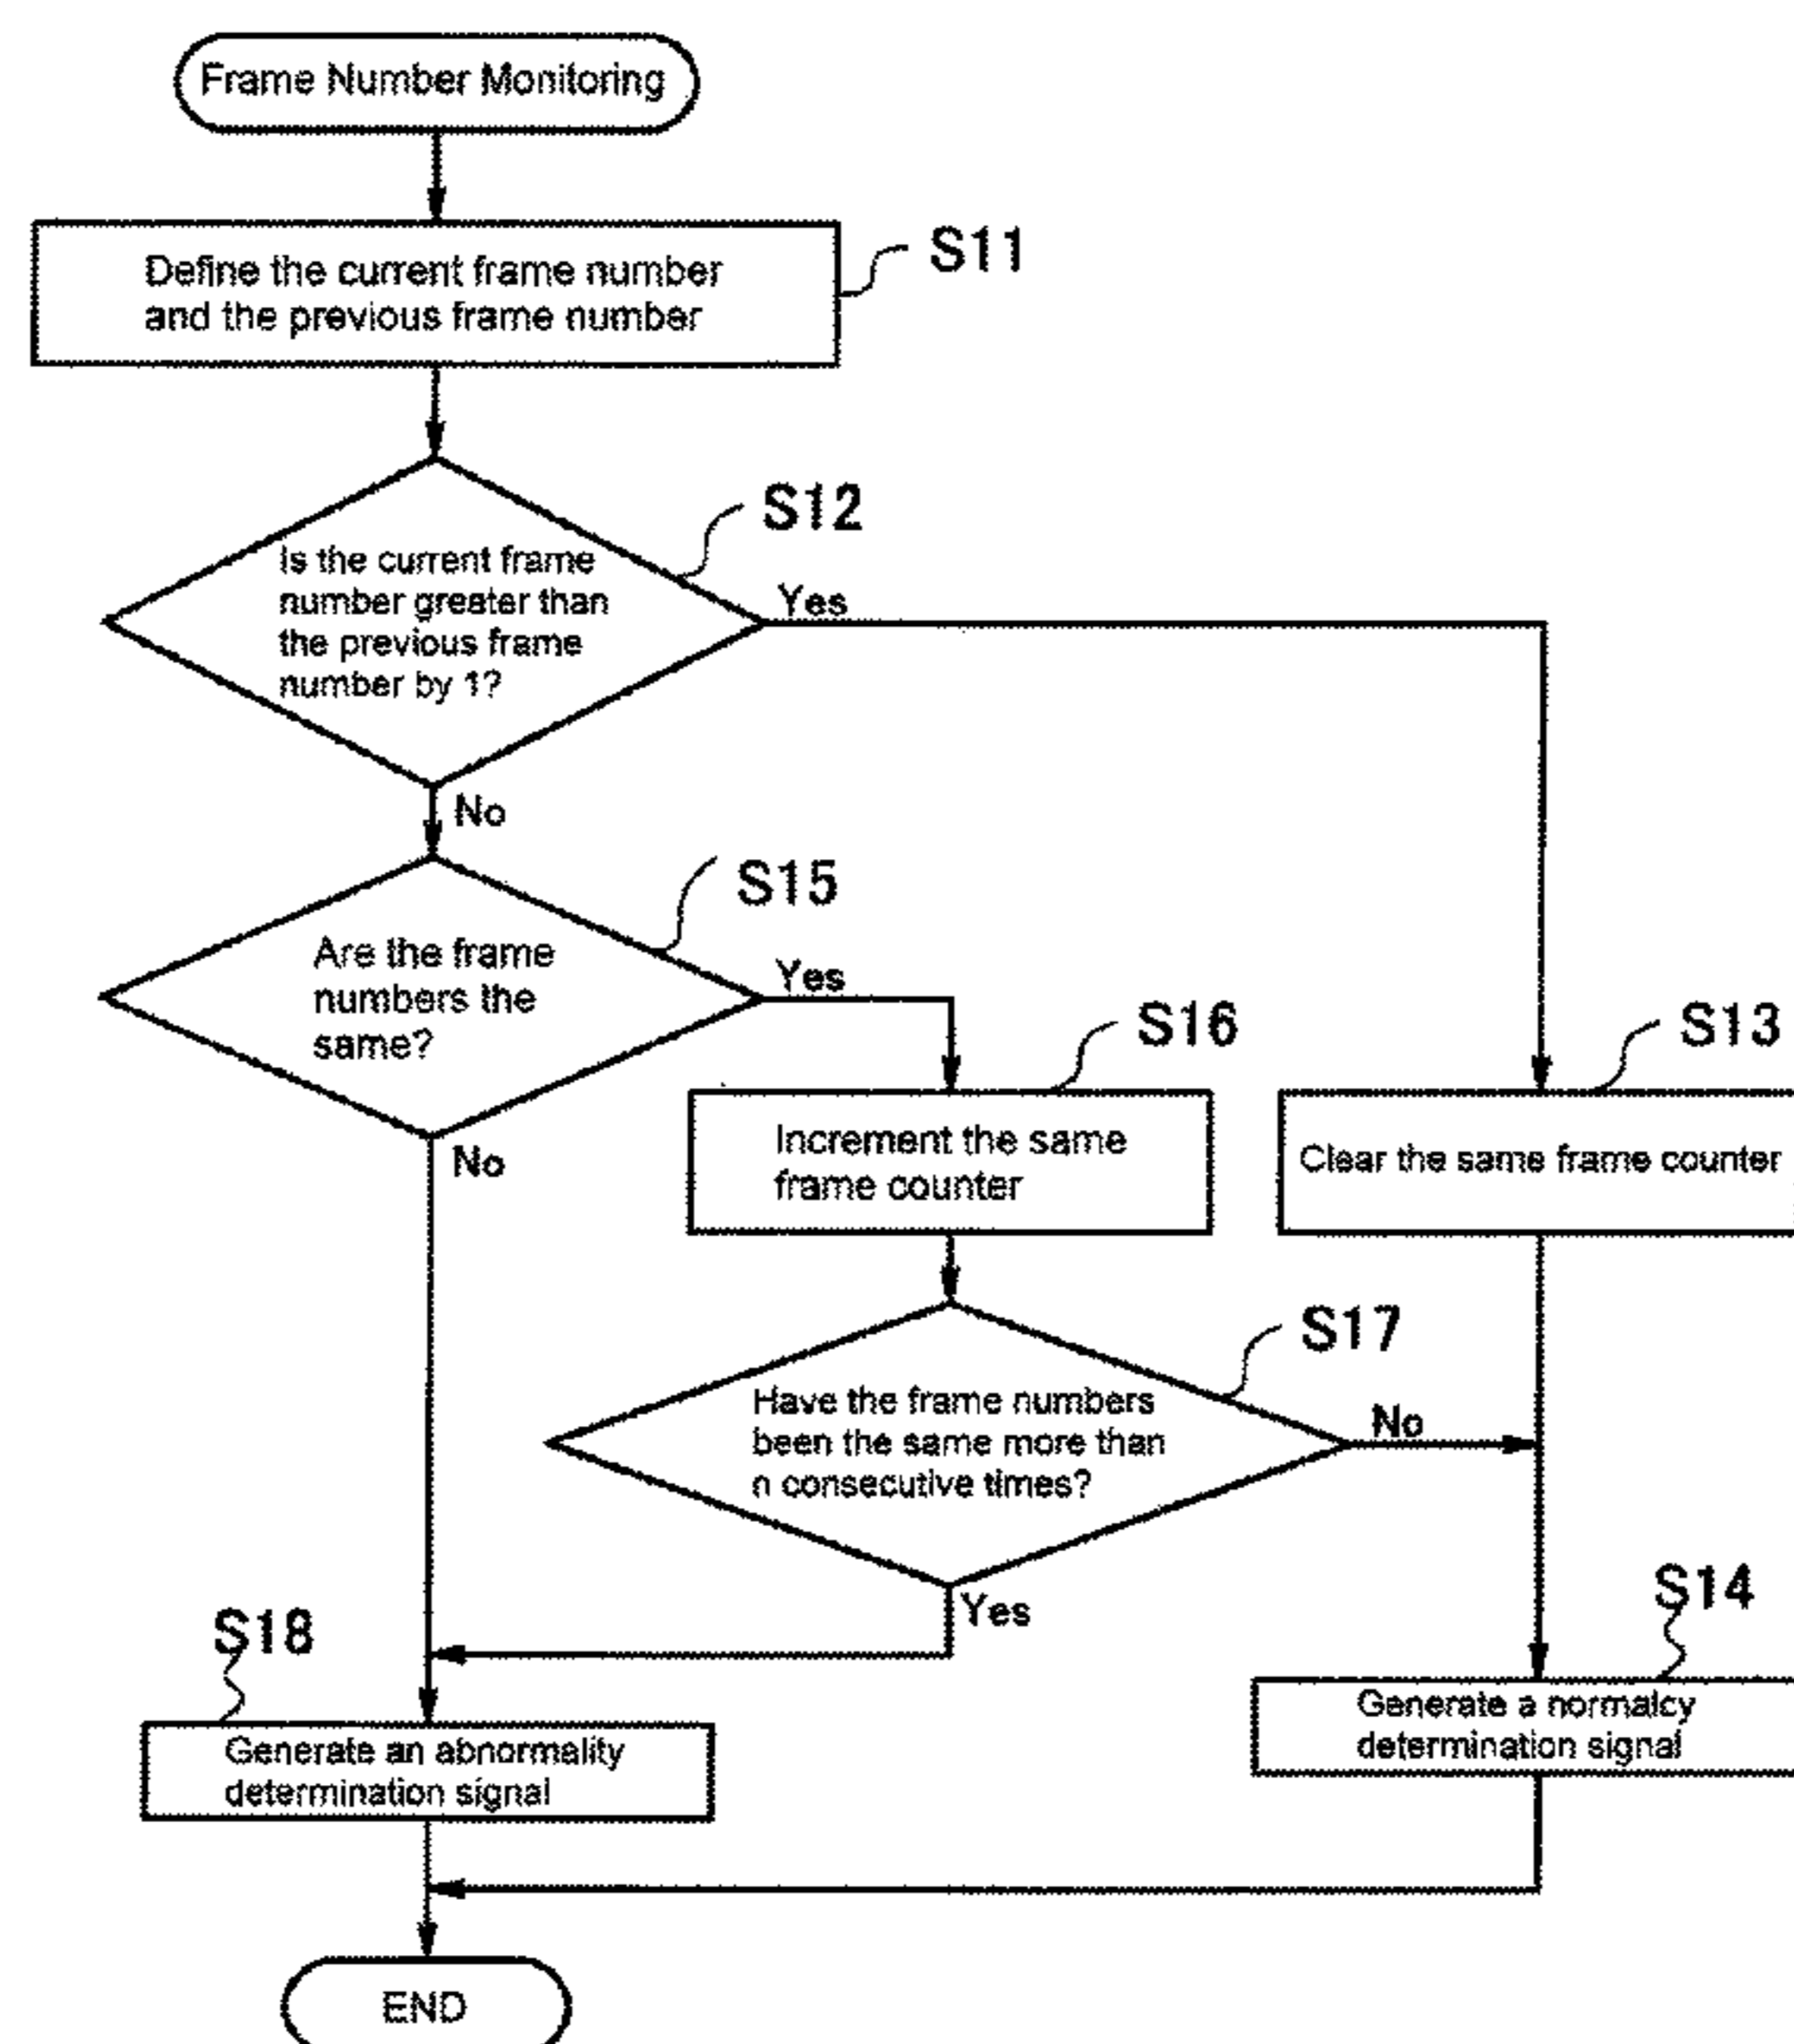 Frame Number Monitoring
Define the current frame number
and the previous frame number
S11
S12
Is the current frame
number greater than
the previous frame
number by 1?
Yes
No
S15
Are the frame
numbers the
same?
Yes
No
S16
Increment the same
frame counter
S13
Clear the same frame counter
S17
Have the frame numbers
been the same more than
n consecutive times?
No
Yes
S18
Generate an abnormality
determination signal
S14
Generate a normalcy
determination signal
END